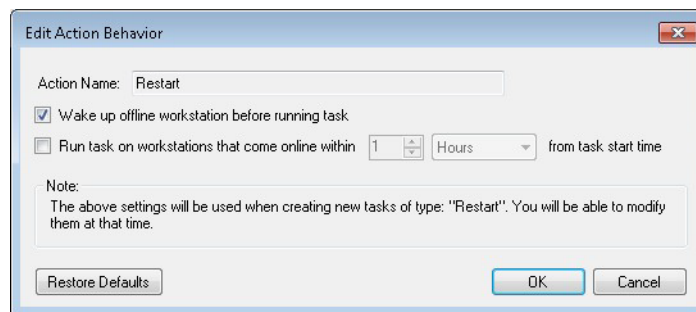 Edit Action Behavior
Action Name: Restart
Wake up offline workstation before running task
Run task on workstations that come online within 1 Hours from task start time
Note:
The above settings will be used when creating new tasks of type: "Restart". You will be able to modify
them at that time.
Restore Defaults OK Cancel